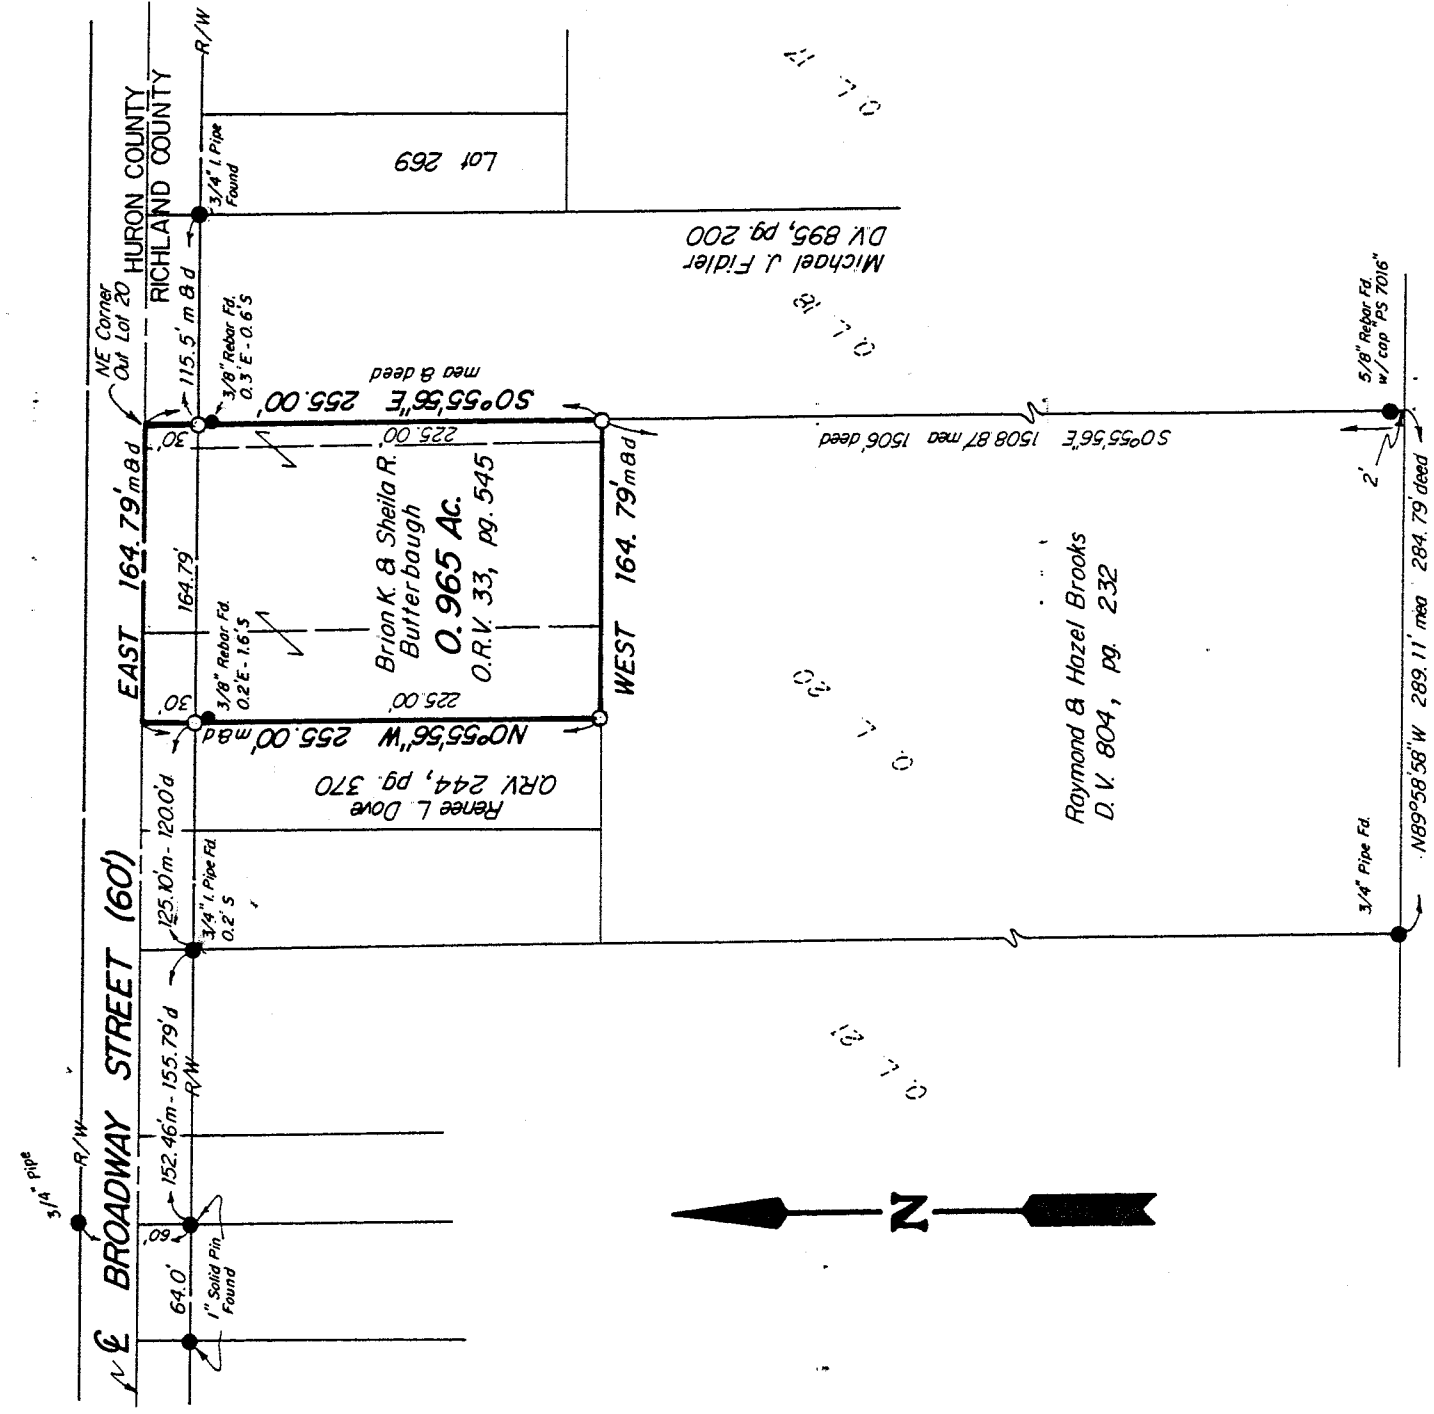 3/4" Pipe
R/W
℄ BROADWAY STREET (60')
HURON COUNTY
RICHLAND COUNTY
R/W
NE Corner
Out Lot 20
EAST 164.79' m & d
64.0'
60'
152.46'm - 155.79'd
R/W
125.10'm - 120.0'd
30'
164.79'
30'
115.5' m & d
1" Solid Pin
Found
3/4" I. Pipe Fd.
0.2' S
3/8" Rebar Fd.
0.2'E - 1.6'S
3/8" Rebar Fd.
0.3'E - 0.6'S
3/4" I. Pipe
Found
Lot 269
Renee L. Dove
O.R.V. 244, pg. 370
N0°55'56"W 255.00' m & d
225.00'
Brion K. & Sheila R.
Butterbaugh
0.965 Ac.
O.R.V. 33, pg. 545
225.00'
S0°55'56"E 255.00'
mea & deed
WEST 164.79' m & d
Michael J. Fidler
D.V. 895, pg. 200
O L 17
O L 18
O L 20
O L 21
S0°55'56"E 1508.87 mea 1506' deed
Raymond & Hazel Brooks
D.V. 804, pg. 232
N
3/4" Pipe Fd.
2'
5/8" Rebar Fd.
w/ cap "PS 7016"
N89°58'58"W 289.11' mea 284.79' deed